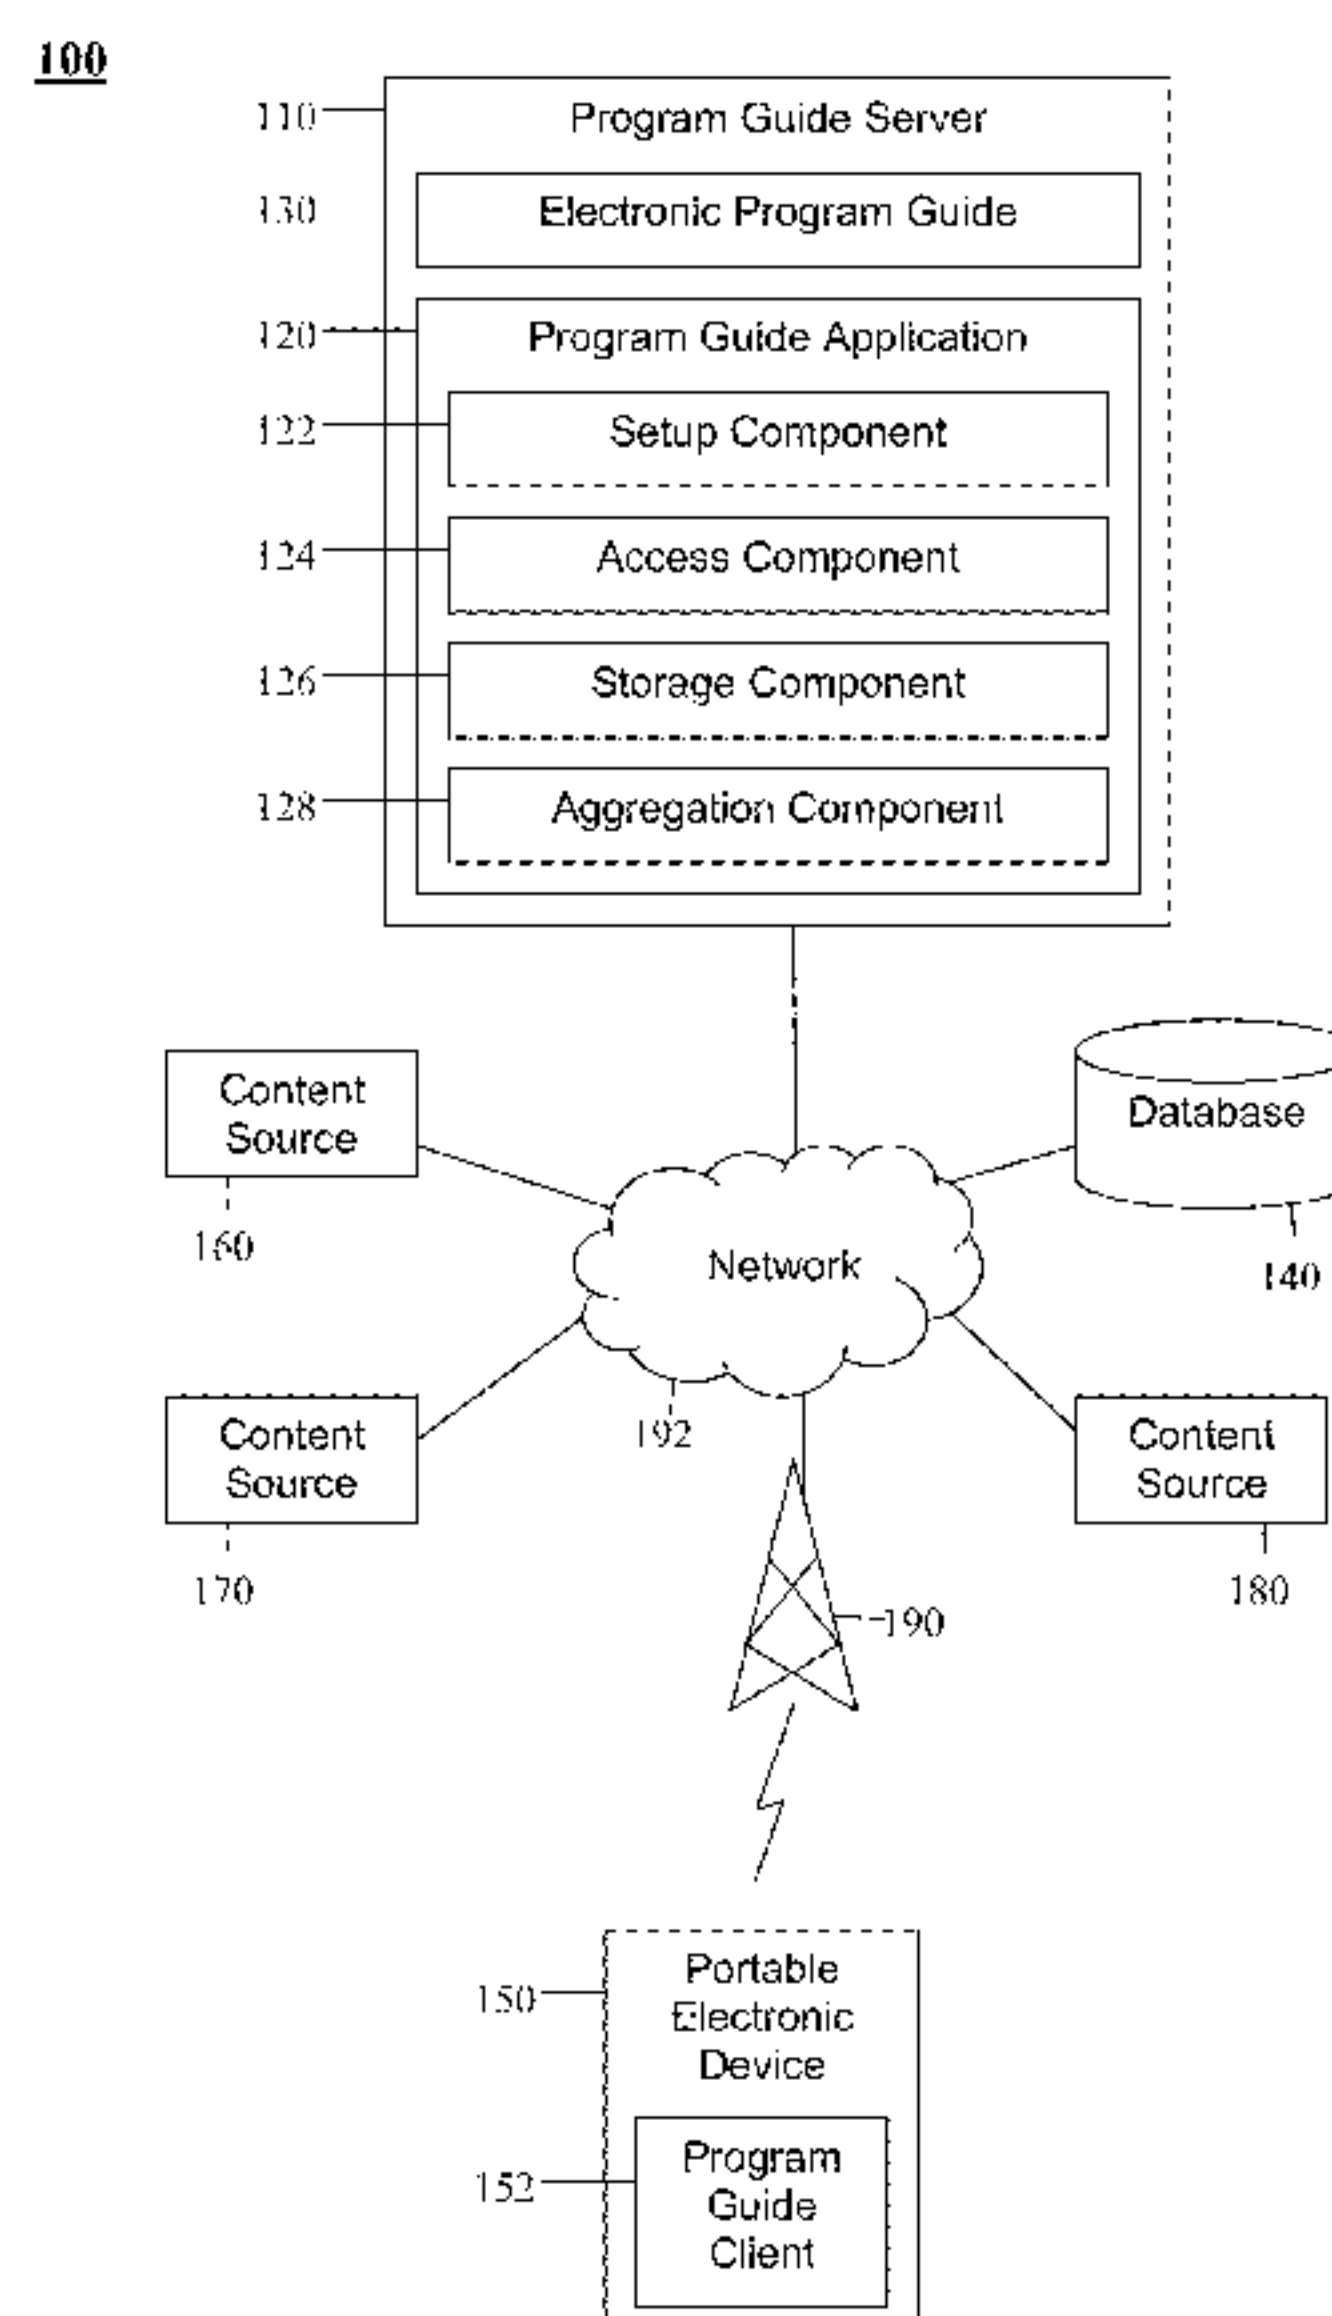 100
110
Program Guide Server
130
Electronic Program Guide
120
Program Guide Application
122
Setup Component
124
Access Component
126
Storage Component
128
Aggregation Component
Content
Source
160
Database
140
Network
192
Content
Source
170
Content
Source
180
190
150
Portable
Electronic
Device
152
Program
Guide
Client